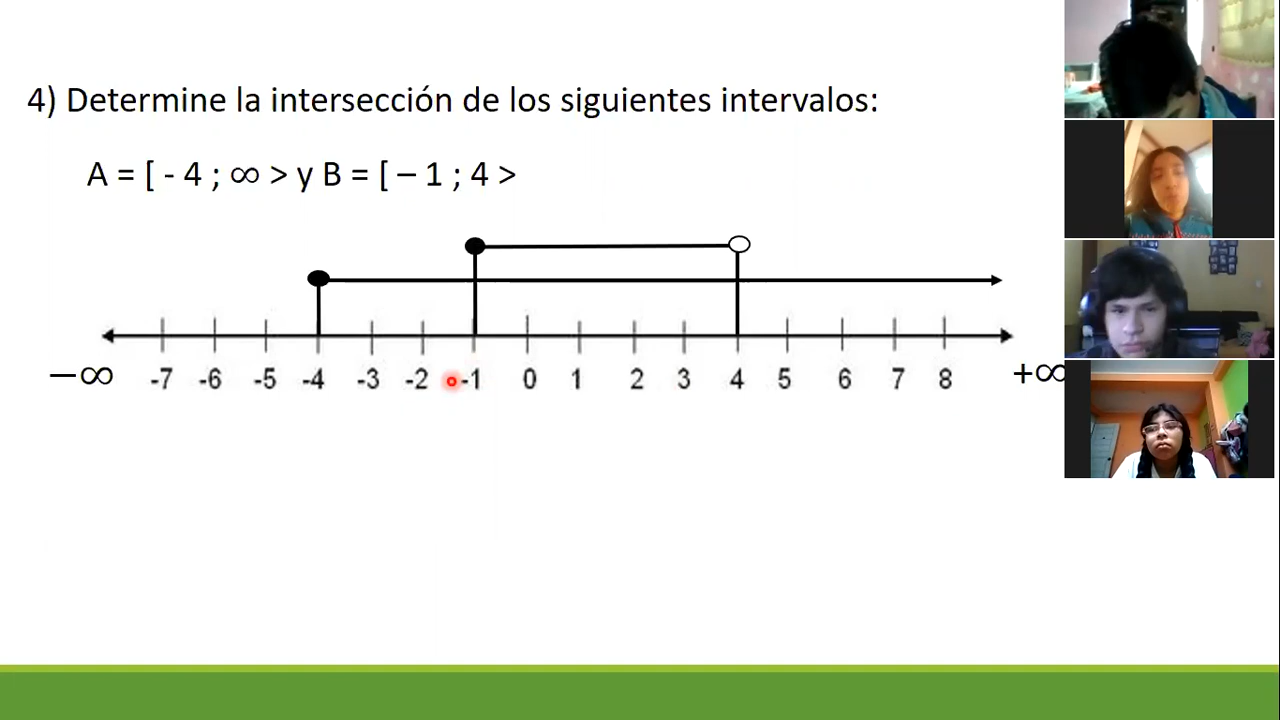 4) Determine la intersección de los siguientes intervalos:
A = [ - 4 ; ∞ > y B = [ – 1 ; 4 >
−∞ -7 -6 -5 -4 -3 -2 -1 0 1 2 3 4 5 6 7 8 +∞